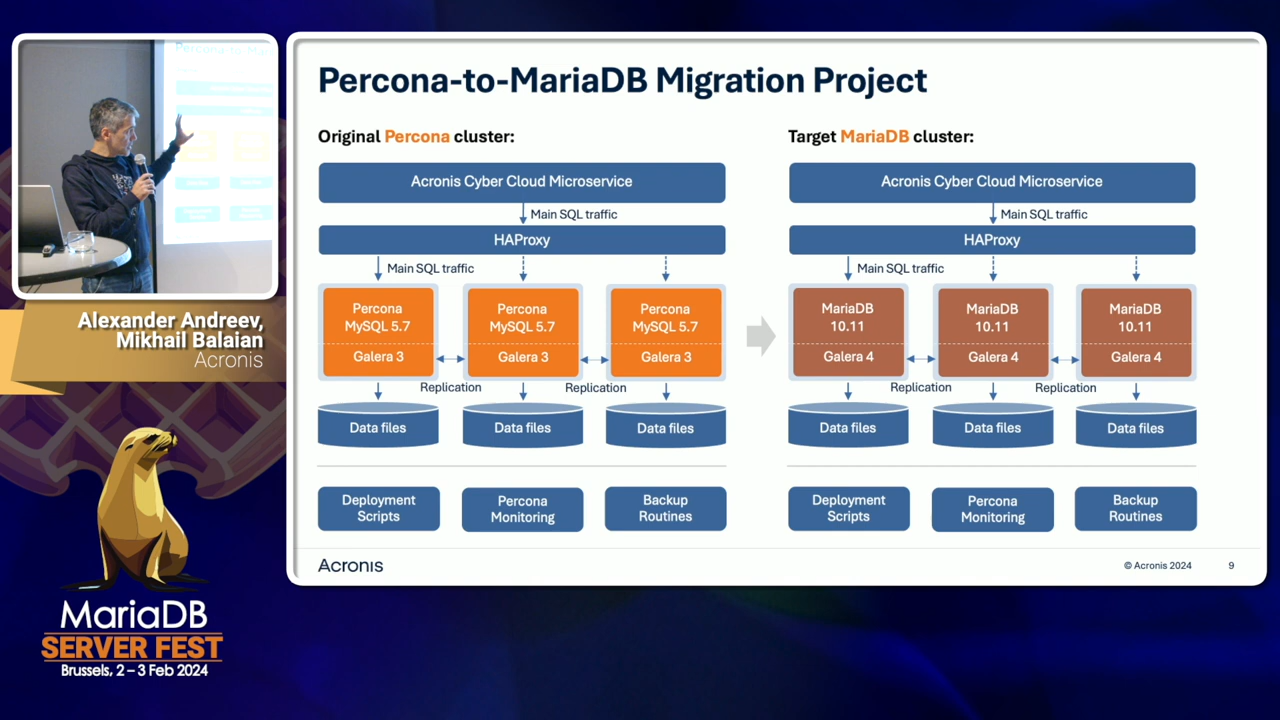 Percona-to-MariaDB Migration Project
Original Percona cluster:
Acronis Cyber Cloud Microservice
Main SQL traffic
HAProxy
Main SQL traffic
Percona
MySQL 5.7
Galera 3
Percona
MySQL 5.7
Galera 3
Percona
MySQL 5.7
Galera 3
Replication
Replication
Data files
Data files
Data files
Deployment
Scripts
Percona
Monitoring
Backup
Routines
Target MariaDB cluster:
Acronis Cyber Cloud Microservice
Main SQL traffic
HAProxy
Main SQL traffic
MariaDB
10.11
Galera 4
MariaDB
10.11
Galera 4
MariaDB
10.11
Galera 4
Replication
Replication
Data files
Data files
Data files
Deployment
Scripts
Percona
Monitoring
Backup
Routines
Acronis
© Acronis 2024
9
Alexander Andreev,
Mikhail Balaian
Acronis
MariaDB
SERVER FEST
Brussels, 2 – 3 Feb 2024